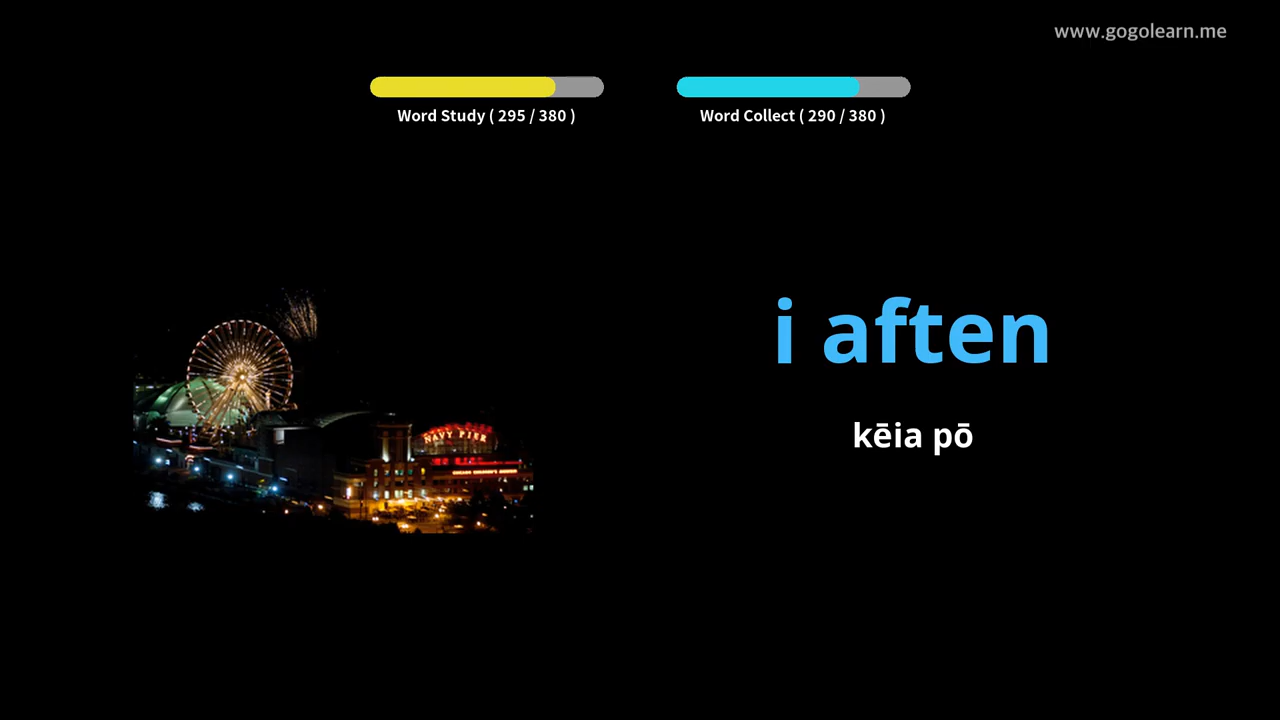 www.gogolearn.me
Word Study ( 295 / 380 )
Word Collect ( 290 / 380 )
i aften
kēia pō
NAVY PIER